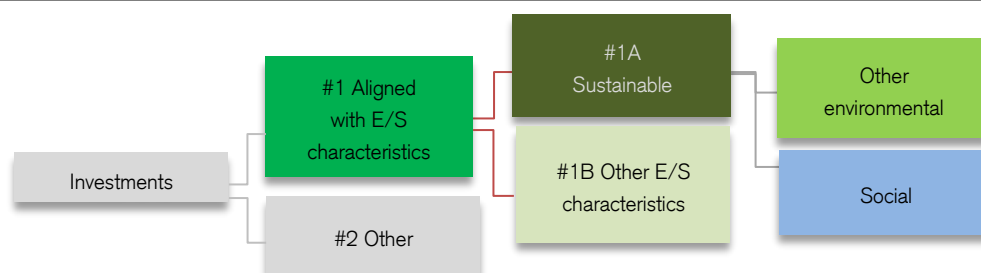 Investments
#1 Aligned
with E/S
characteristics
#2 Other
#1A
Sustainable
#1B Other E/S
characteristics
Other
environmental
Social